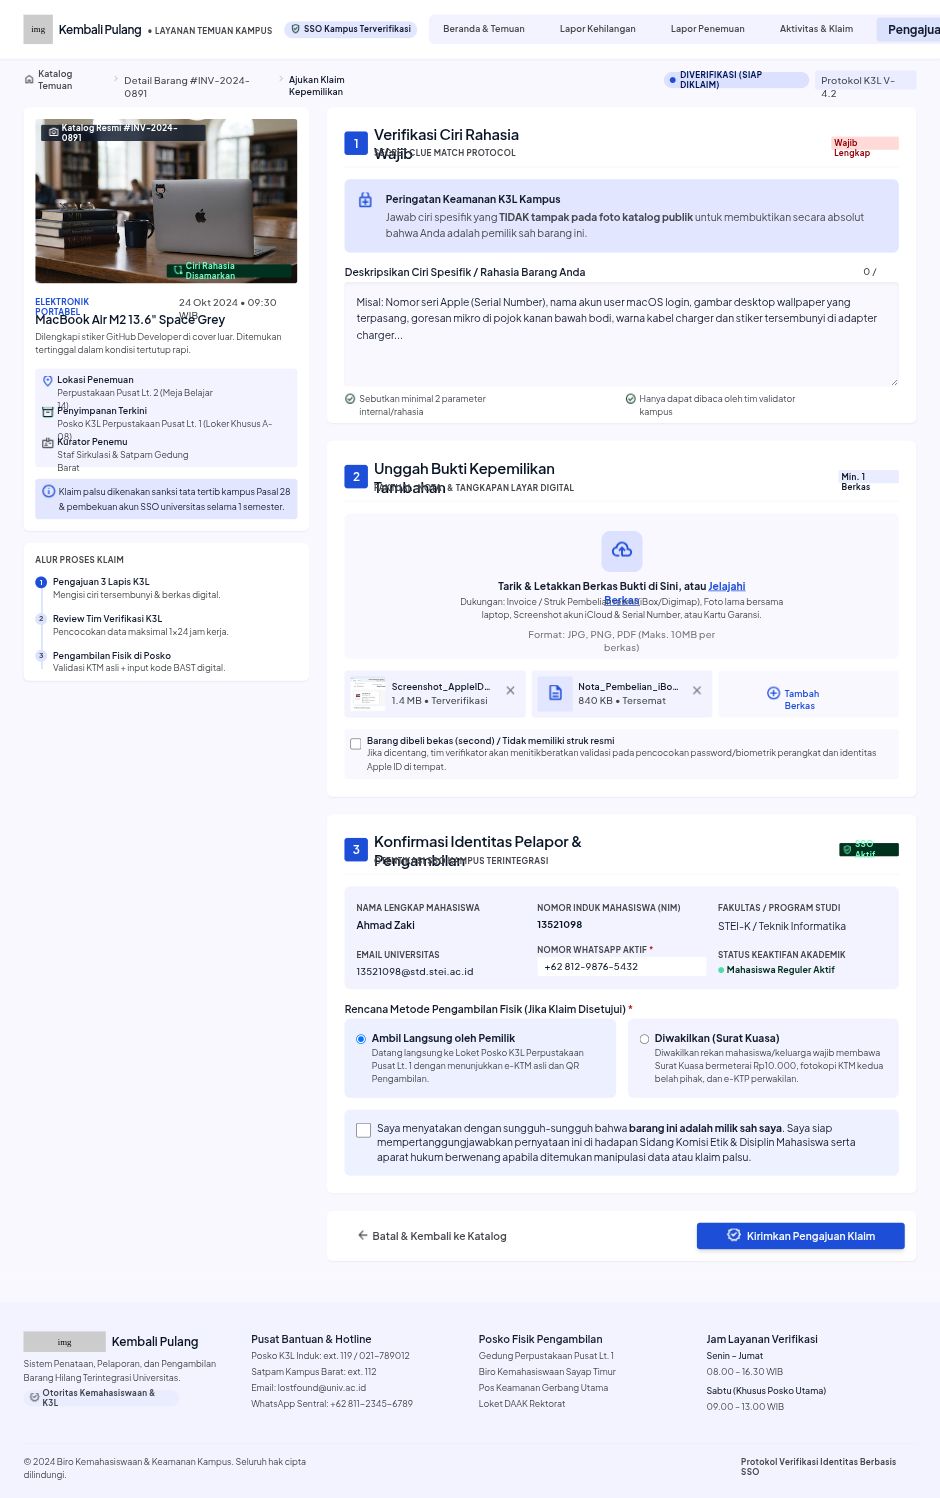 img
Kembali Pulang
• LAYANAN TEMUAN KAMPUS
SSO Kampus Terverifikasi
Beranda & Temuan
Lapor Kehilangan
Lapor Penemuan
Aktivitas & Klaim
Pengajua
Katalog
Temuan
Detail Barang #INV-2024-
0891
Ajukan Klaim
Kepemilikan
DIVERIFIKASI (SIAP
DIKLAIM)
Protokol K3L V-
4.2
Katalog Resmi #INV-2024-
0891
Ciri Rahasia
Disamarkan
ELEKTRONIK
PORTABEL
24 Okt 2024 • 09:30
WIB
MacBook Air M2 13.6" Space Grey
Dilengkapi stiker GitHub Developer di cover luar. Ditemukan
tertinggal dalam kondisi tertutup rapi.
Lokasi Penemuan
Perpustakaan Pusat Lt. 2 (Meja Belajar
14)
Penyimpanan Terkini
Posko K3L Perpustakaan Pusat Lt. 1 (Loker Khusus A-
08)
Kurator Penemu
Staf Sirkulasi & Satpam Gedung
Barat
Klaim palsu dikenakan sanksi tata tertib kampus Pasal 28
& pembekuan akun SSO universitas selama 1 semester.
ALUR PROSES KLAIM
1
Pengajuan 3 Lapis K3L
Mengisi ciri tersembunyi & berkas digital.
2
Review Tim Verifikasi K3L
Pencocokan data maksimal 1x24 jam kerja.
3
Pengambilan Fisik di Posko
Validasi KTM asli + input kode BAST digital.
1
Verifikasi Ciri Rahasia
Wajib
SECRET CLUE MATCH PROTOCOL
Wajib
Lengkap
Peringatan Keamanan K3L Kampus
Jawab ciri spesifik yang TIDAK tampak pada foto katalog publik untuk membuktikan secara absolut
bahwa Anda adalah pemilik sah barang ini.
Deskripsikan Ciri Spesifik / Rahasia Barang Anda
0 /
Misal: Nomor seri Apple (Serial Number), nama akun user macOS login, gambar desktop wallpaper yang
terpasang, goresan mikro di pojok kanan bawah bodi, warna kabel charger dan stiker tersembunyi di adapter
charger...
Sebutkan minimal 2 parameter
internal/rahasia
Hanya dapat dibaca oleh tim validator
kampus
2
Unggah Bukti Kepemilikan
Tambahan
& TANGKAPAN LAYAR DIGITAL
Min. 1
Berkas
Tarik & Letakkan Berkas Bukti di Sini, atau Jelajahi
Berkas
Dukungan: Invoice / Struk Pembelian (iBox/Digimap), Foto lama bersama
laptop, Screenshot akun iCloud & Serial Number, atau Kartu Garansi.
Format: JPG, PNG, PDF (Maks. 10MB per
berkas)
Screenshot_AppleID...
1.4 MB • Terverifikasi
Nota_Pembelian_iBo...
840 KB • Tersemat
Tambah
Berkas
Barang dibeli bekas (second) / Tidak memiliki struk resmi
Jika dicentang, tim verifikator akan menitikberatkan validasi pada pencocokan password/biometrik perangkat dan identitas
Apple ID di tempat.
3
Konfirmasi Identitas Pelapor &
Pengambilan
KAMPUS TERINTEGRASI
SSO
Aktif
NAMA LENGKAP MAHASISWA
Ahmad Zaki
NOMOR INDUK MAHASISWA (NIM)
13521098
FAKULTAS / PROGRAM STUDI
STEI-K / Teknik Informatika
EMAIL UNIVERSITAS
13521098@std.stei.ac.id
NOMOR WHATSAPP AKTIF *
+62 812-9876-5432
STATUS KEAKTIFAN AKADEMIK
Mahasiswa Reguler Aktif
Rencana Metode Pengambilan Fisik (Jika Klaim Disetujui) *
Ambil Langsung oleh Pemilik
Datang langsung ke Loket Posko K3L Perpustakaan
Pusat Lt. 1 dengan menunjukkan e-KTM asli dan QR
Pengambilan.
Diwakilkan (Surat Kuasa)
Diwakilkan rekan mahasiswa/keluarga wajib membawa
Surat Kuasa bermeterai Rp10.000, fotokopi KTM kedua
belah pihak, dan e-KTP perwakilan.
Saya menyatakan dengan sungguh-sungguh bahwa barang ini adalah milik sah saya. Saya siap
mempertanggungjawabkan pernyataan ini di hadapan Sidang Komisi Etik & Disiplin Mahasiswa serta
aparat hukum berwenang apabila ditemukan manipulasi data atau klaim palsu.
Batal & Kembali ke Katalog
Kirimkan Pengajuan Klaim
img
Kembali Pulang
Sistem Penataan, Pelaporan, dan Pengambilan
Barang Hilang Terintegrasi Universitas.
Otoritas Kemahasiswaan &
K3L
Pusat Bantuan & Hotline
Posko K3L Induk: ext. 119 / 021-789012
Satpam Kampus Barat: ext. 112
Email: lostfound@univ.ac.id
WhatsApp Sentral: +62 811-2345-6789
Posko Fisik Pengambilan
Gedung Perpustakaan Pusat Lt. 1
Biro Kemahasiswaan Sayap Timur
Pos Keamanan Gerbang Utama
Loket DAAK Rektorat
Jam Layanan Verifikasi
Senin - Jumat
08.00 - 16.30 WIB
Sabtu (Khusus Posko Utama)
09.00 - 13.00 WIB
© 2024 Biro Kemahasiswaan & Keamanan Kampus. Seluruh hak cipta
dilindungi.
Protokol Verifikasi Identitas Berbasis
SSO